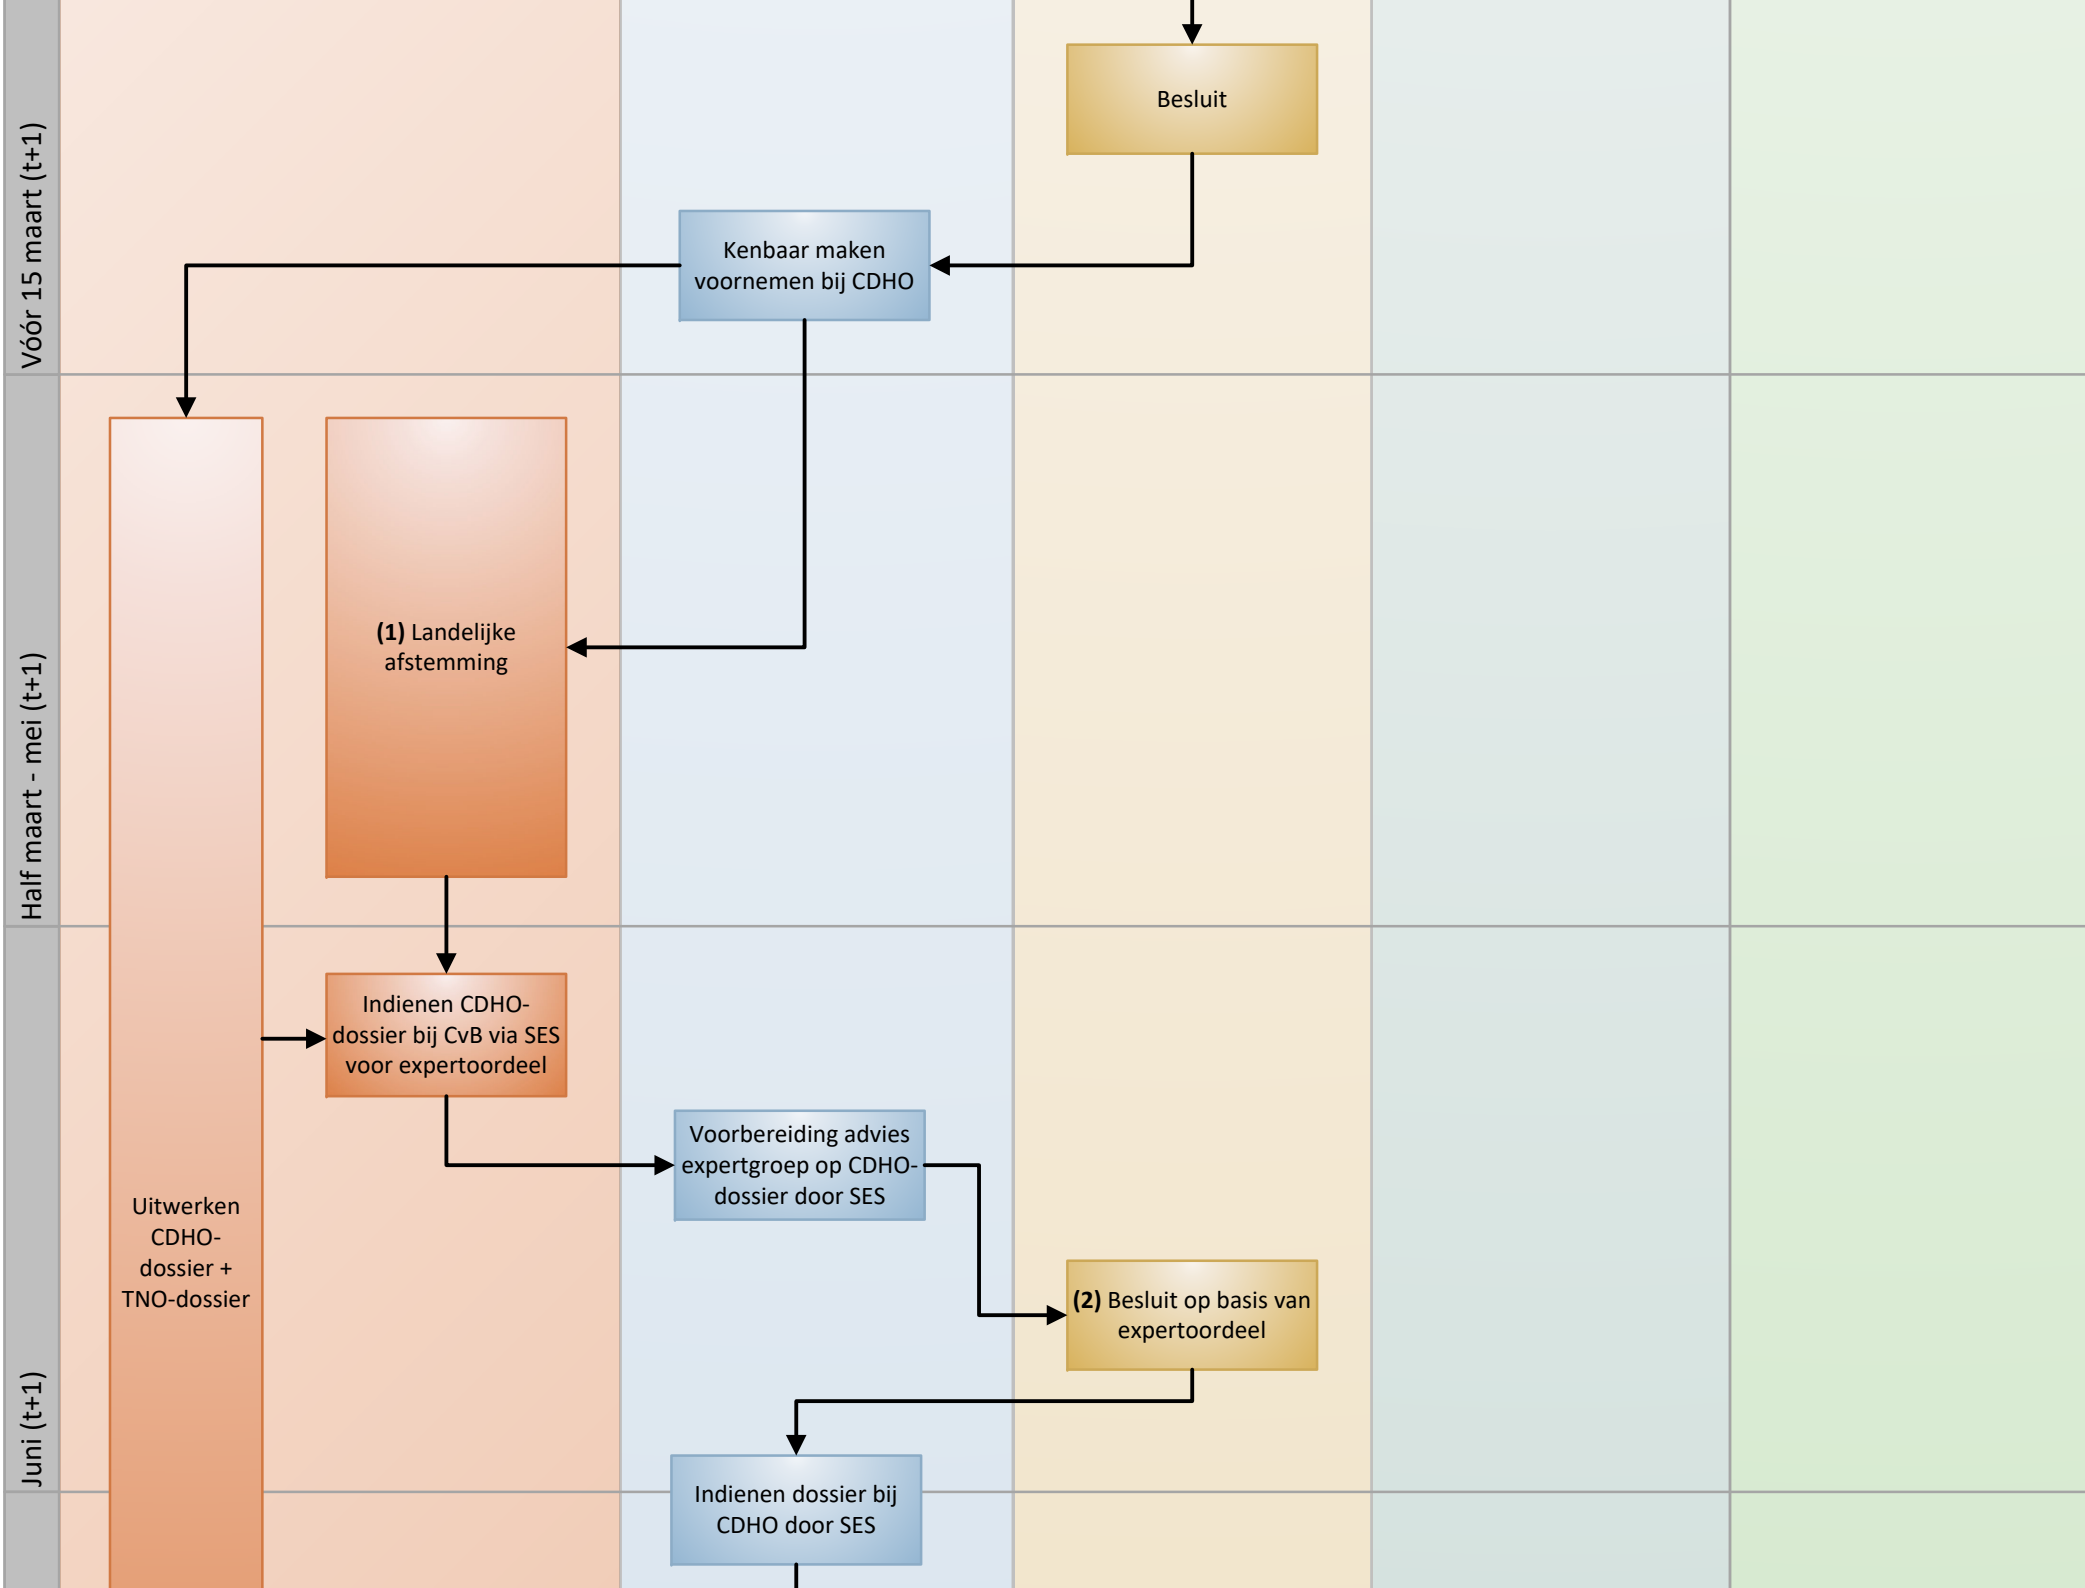 Vóór 15 maart (t+1)
Besluit
Kenbaar maken
voornemen bij CDHO
Half maart - mei (t+1)
(1) Landelijke
afstemming
Juni (t+1)
Uitwerken
CDHO-
dossier +
TNO-dossier
Indienen CDHO-
dossier bij CvB via SES
voor expertoordeel
Voorbereiding advies
expertgroep op CDHO-
dossier door SES
(2) Besluit op basis van
expertoordeel
Indienen dossier bij
CDHO door SES